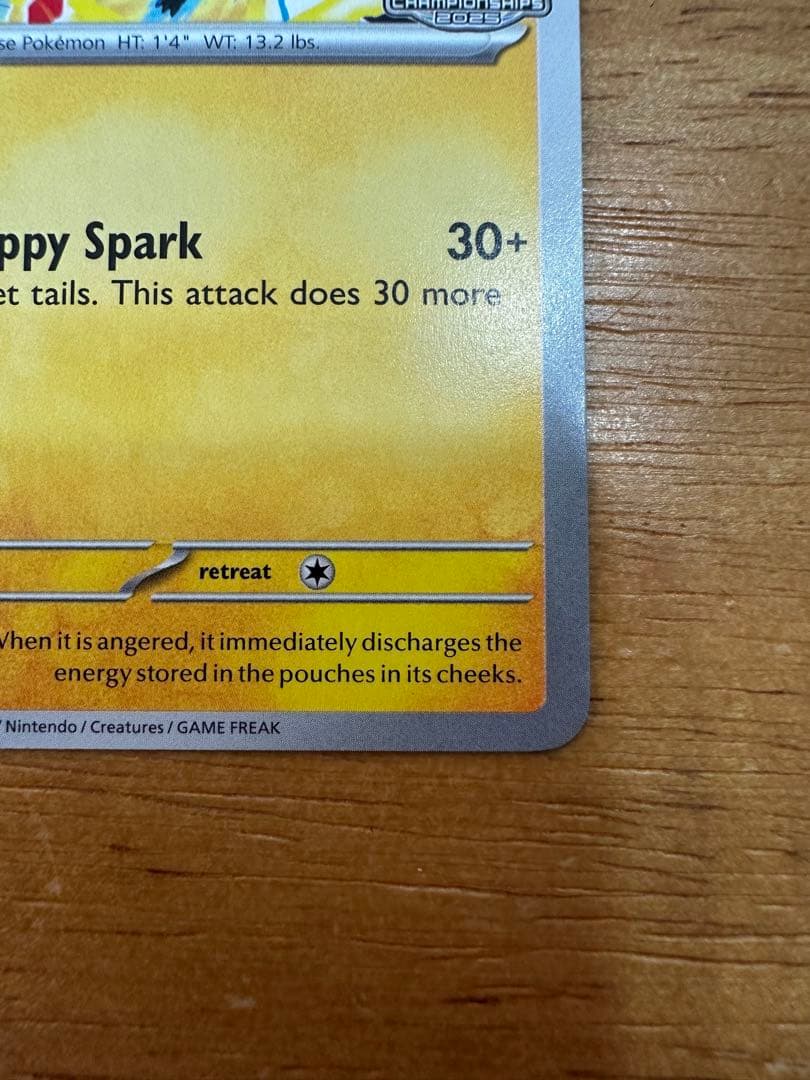 CHAMPIONSHIPS
2025
se Pokémon HT: 1'4" WT: 13.2 lbs.
ppy Spark 30+
et tails. This attack does 30 more
retreat
When it is angered, it immediately discharges the
energy stored in the pouches in its cheeks.
/ Nintendo / Creatures / GAME FREAK